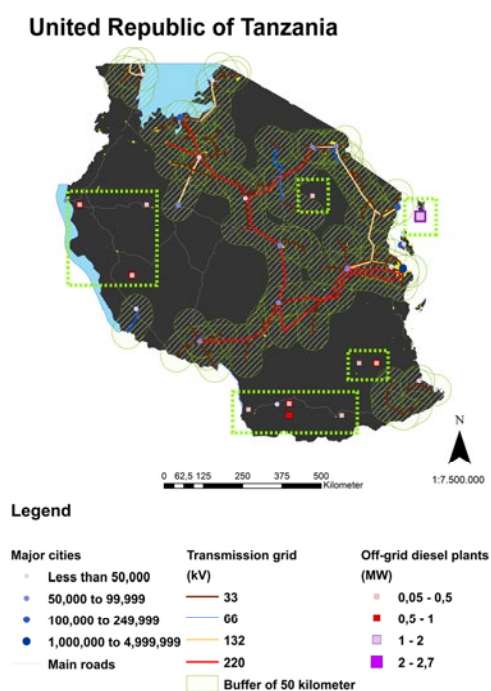 United Republic of Tanzania
N
0 62,5 125 250 375 500
Kilometer
1:7.500.000
Legend
Major cities
Less than 50,000
50,000 to 99,999
100,000 to 249,999
1,000,000 to 4,999,999
Main roads
Transmission grid
(kV)
33
66
132
220
Buffer of 50 kilometer
Off-grid diesel plants
(MW)
0,05 - 0,5
0,5 - 1
1 - 2
2 - 2,7